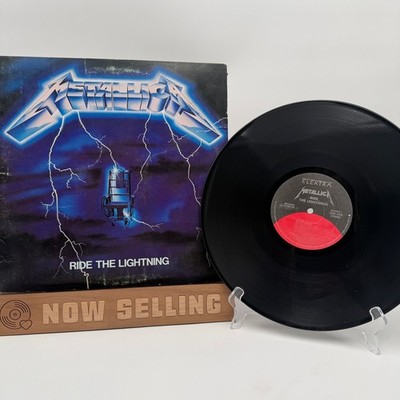 METALLICA
RIDE THE LIGHTNING
NOW SELLING
ELEKTRA
METALLICA
RIDE
THE LIGHTNING